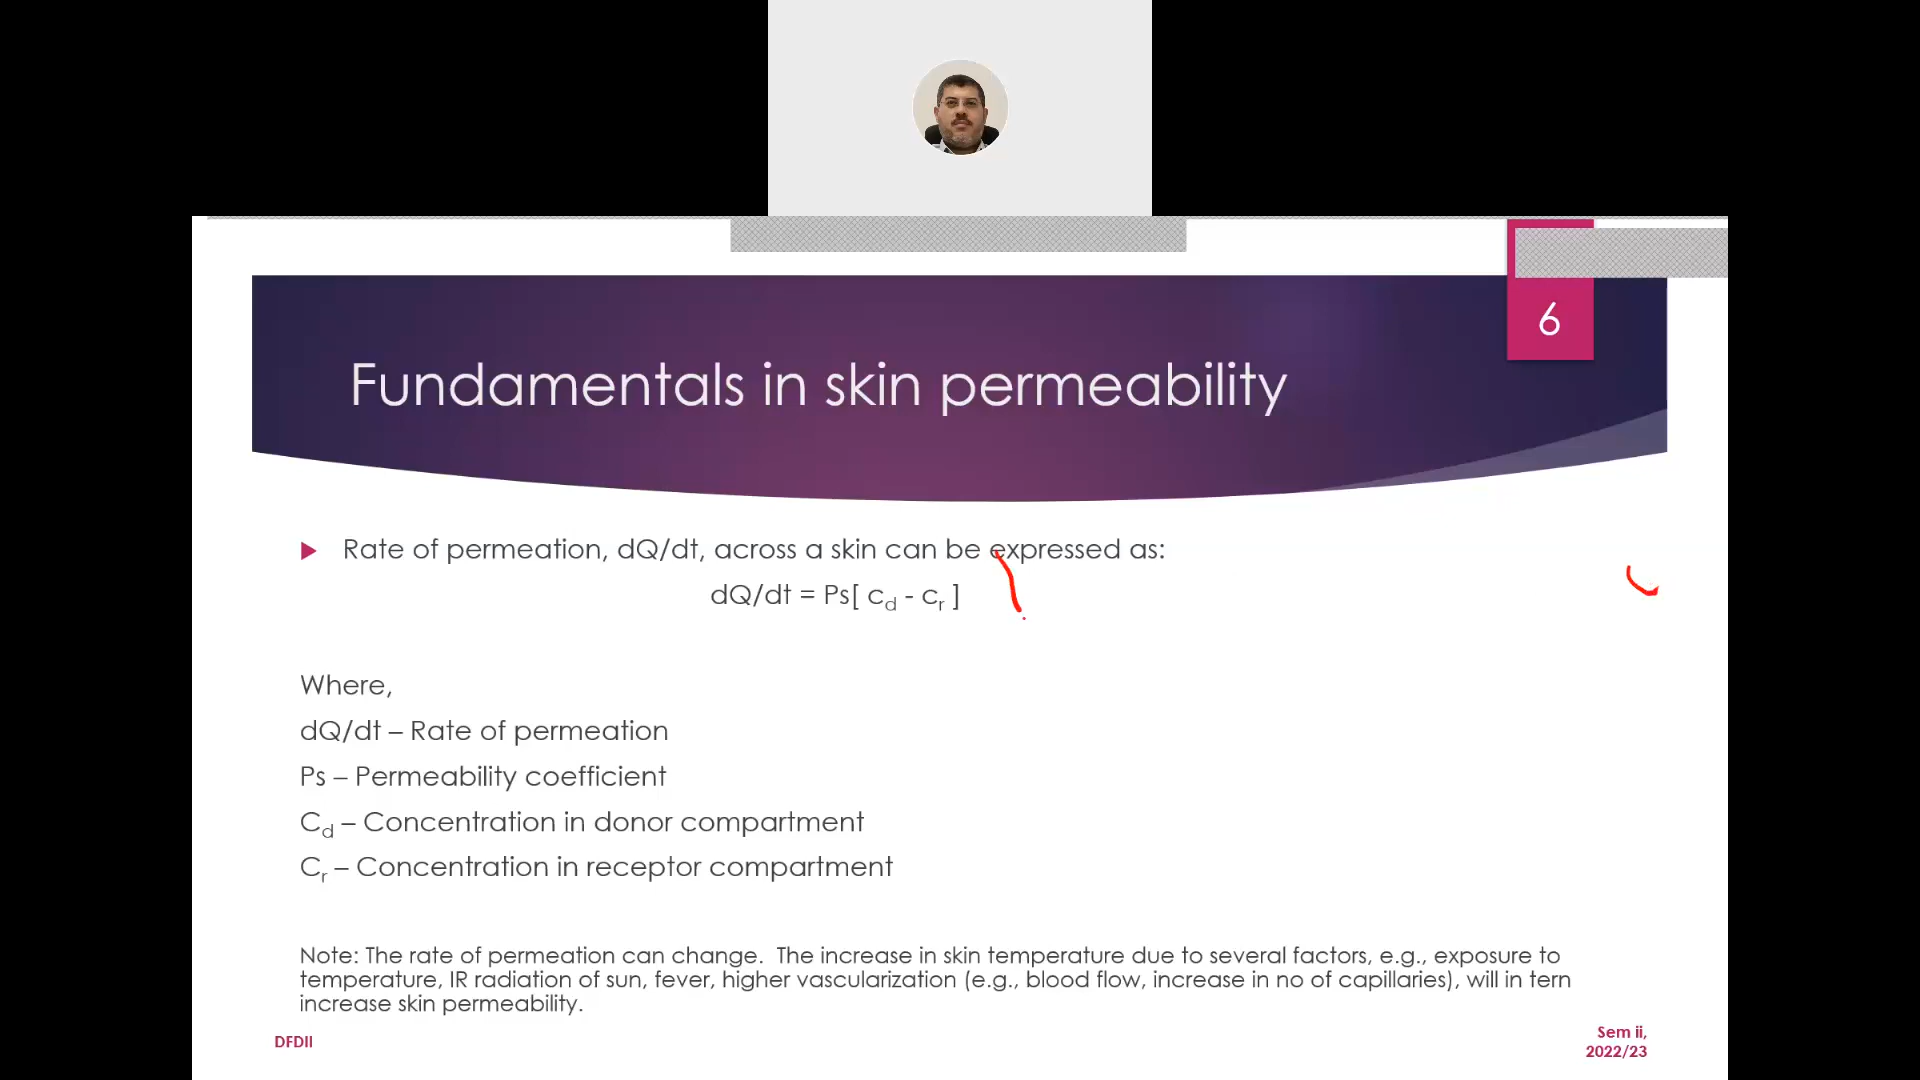 6
Fundamentals in skin permeability
Rate of permeation, dQ/dt, across a skin can be expressed as:
dQ/dt = Ps[ cd - cr ]
Where,
dQ/dt – Rate of permeation
Ps – Permeability coefficient
Cd – Concentration in donor compartment
Cr – Concentration in receptor compartment
Note: The rate of permeation can change. The increase in skin temperature due to several factors, e.g., exposure to
temperature, IR radiation of sun, fever, higher vascularization (e.g., blood flow, increase in no of capillaries), will in tern
increase skin permeability.
DFDII
Sem ii,
2022/23